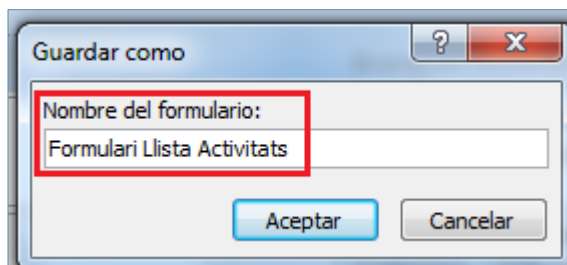 Guardar como
?
Nombre del formulario:
Formulari Llista Activitats
Aceptar
Cancelar